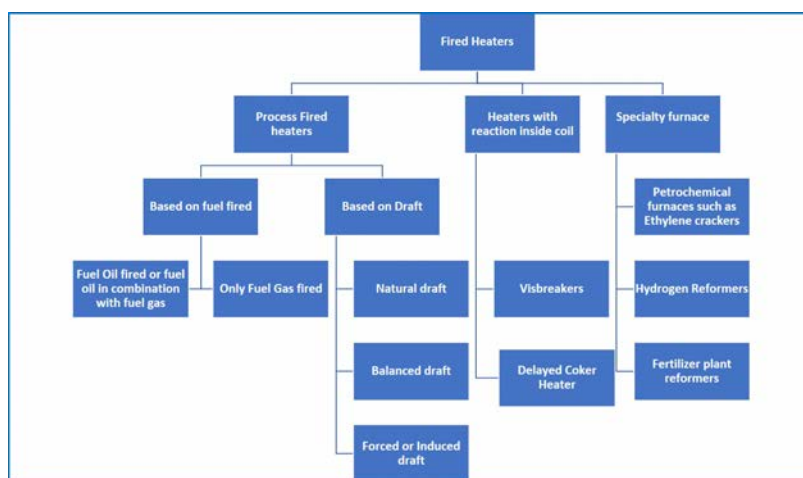 Fired Heaters
Process Fired
heaters
Heaters with
reaction inside coil
Specialty furnace
Based on fuel fired
Based on Draft
Petrochemical
furnaces such as
Ethylene crackers
Fuel Oil fired or fuel
oil in combination
with fuel gas
Only Fuel Gas fired
Natural draft
Visbreakers
Hydrogen Reformers
Balanced draft
Delayed Coker
Heater
Fertilizer plant
reformers
Forced or Induced
draft